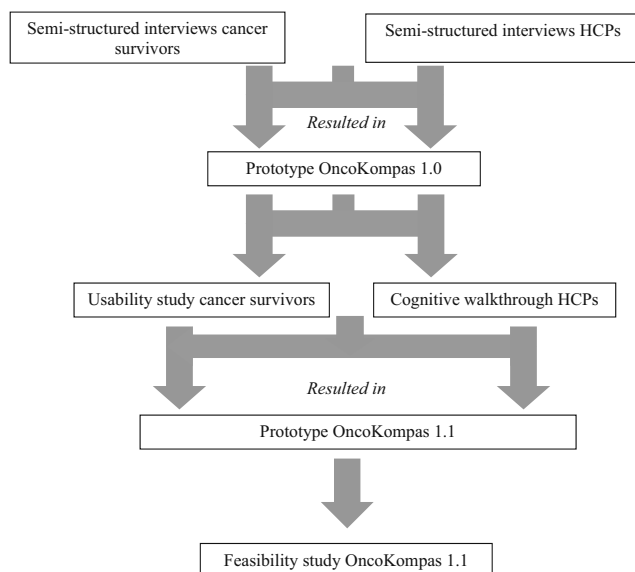 Semi-structured interviews cancer
survivors
Semi-structured interviews HCPs
Resulted in
Prototype OncoKompas 1.0
Usability study cancer survivors
Cognitive walkthrough HCPs
Resulted in
Prototype OncoKompas 1.1
Feasibility study OncoKompas 1.1